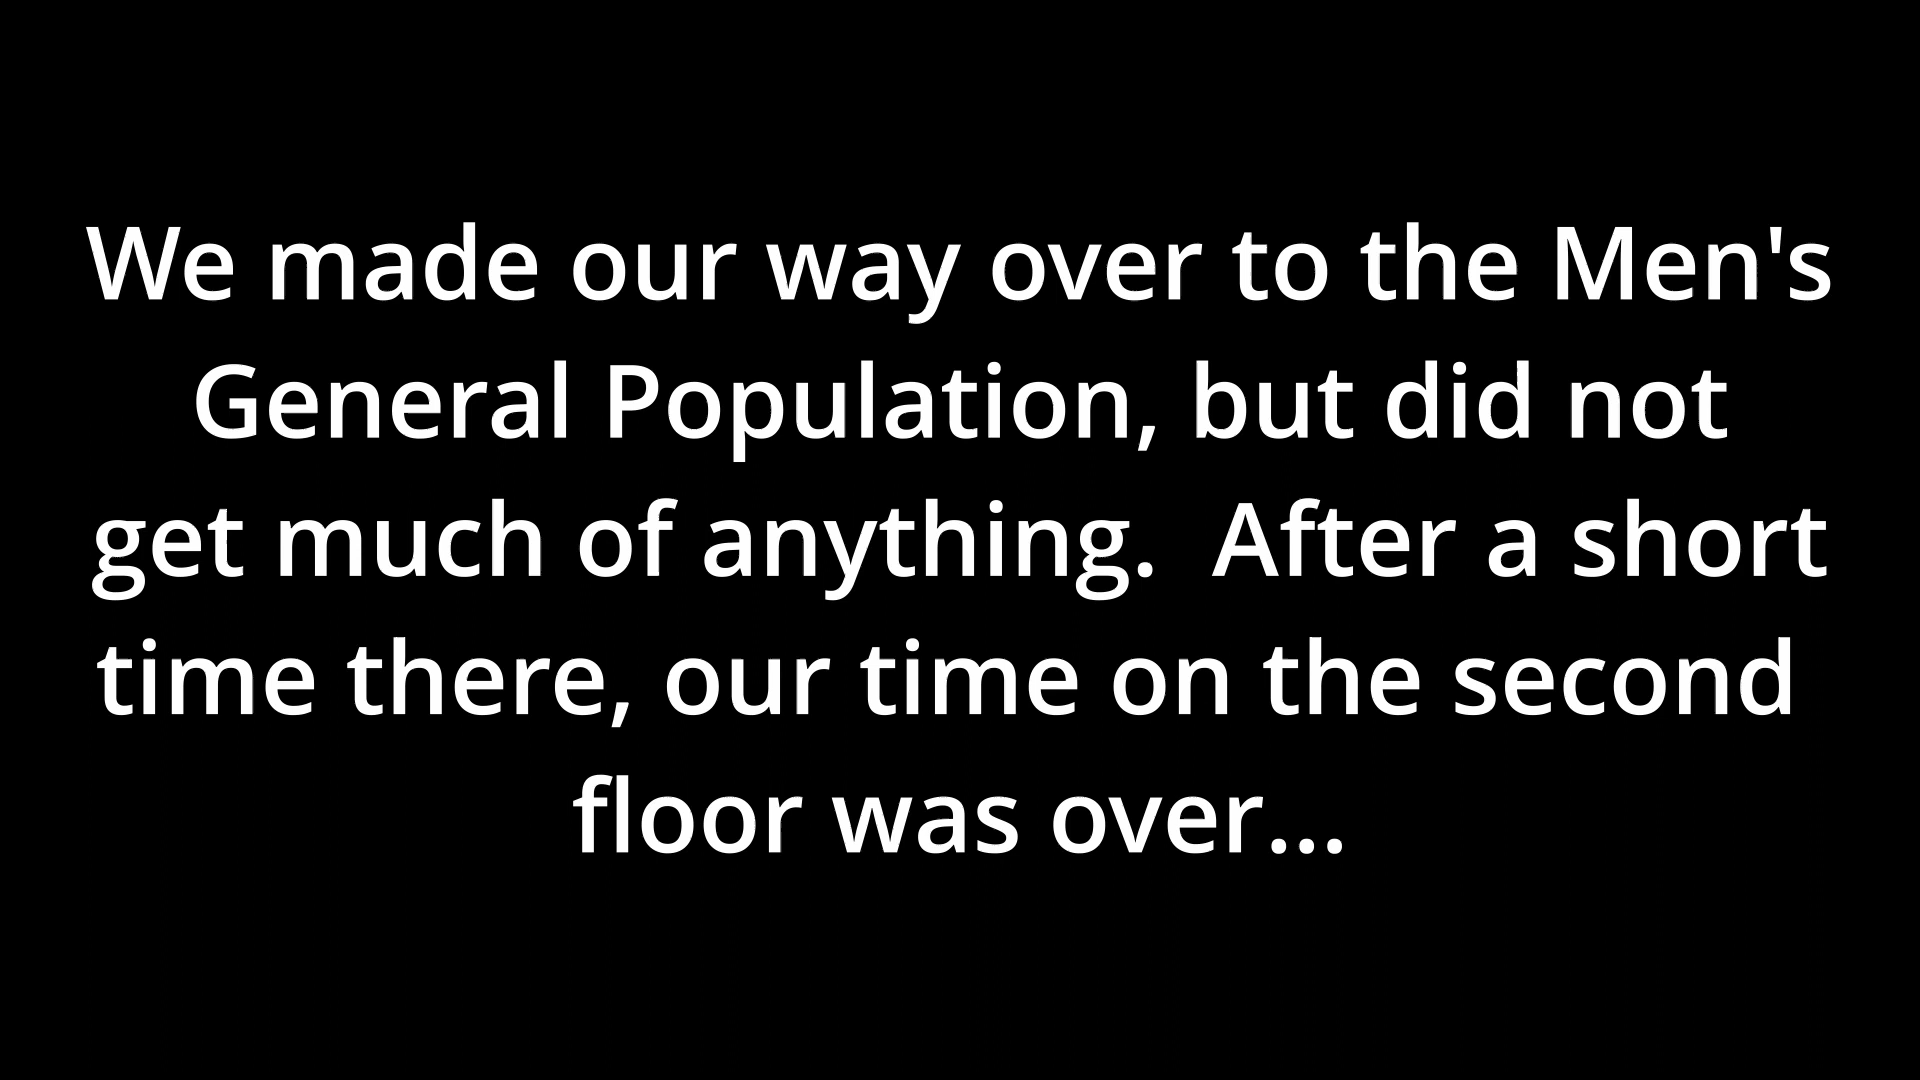 We made our way over to the Men's
General Population, but did not
get much of anything.  After a short
time there, our time on the second
floor was over...